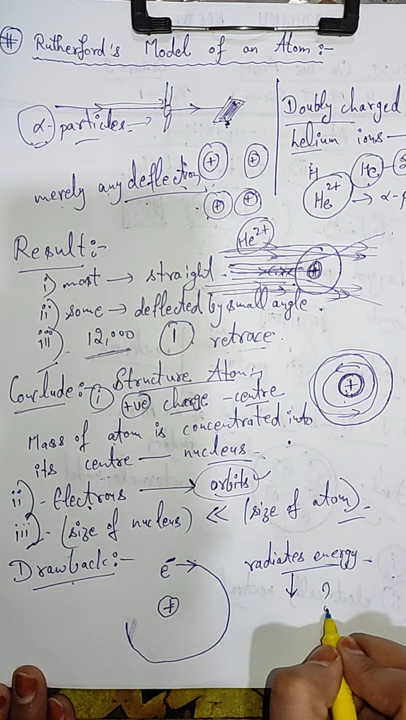 # Rutherford's Model of an Atom:-
α-particles.
Doubly charged
helium ions —
He
He²⁺ → α-p
merely any deflection
+ +
+ +
Result:-
He²⁺
i) most → straight.
+
ii) some → deflected by small angle.
iii) 12,000 1 retrace.
Conclude:- Structure Atom:
i) +ve charge - centre
+
Mass of atom is concentrated into
its centre — nucleus.
ii) Electrons → orbits
iii) (size of nucleus) << (size of atom).
Drawback:-
e⁻ →
+
radiates energy
↓ ?